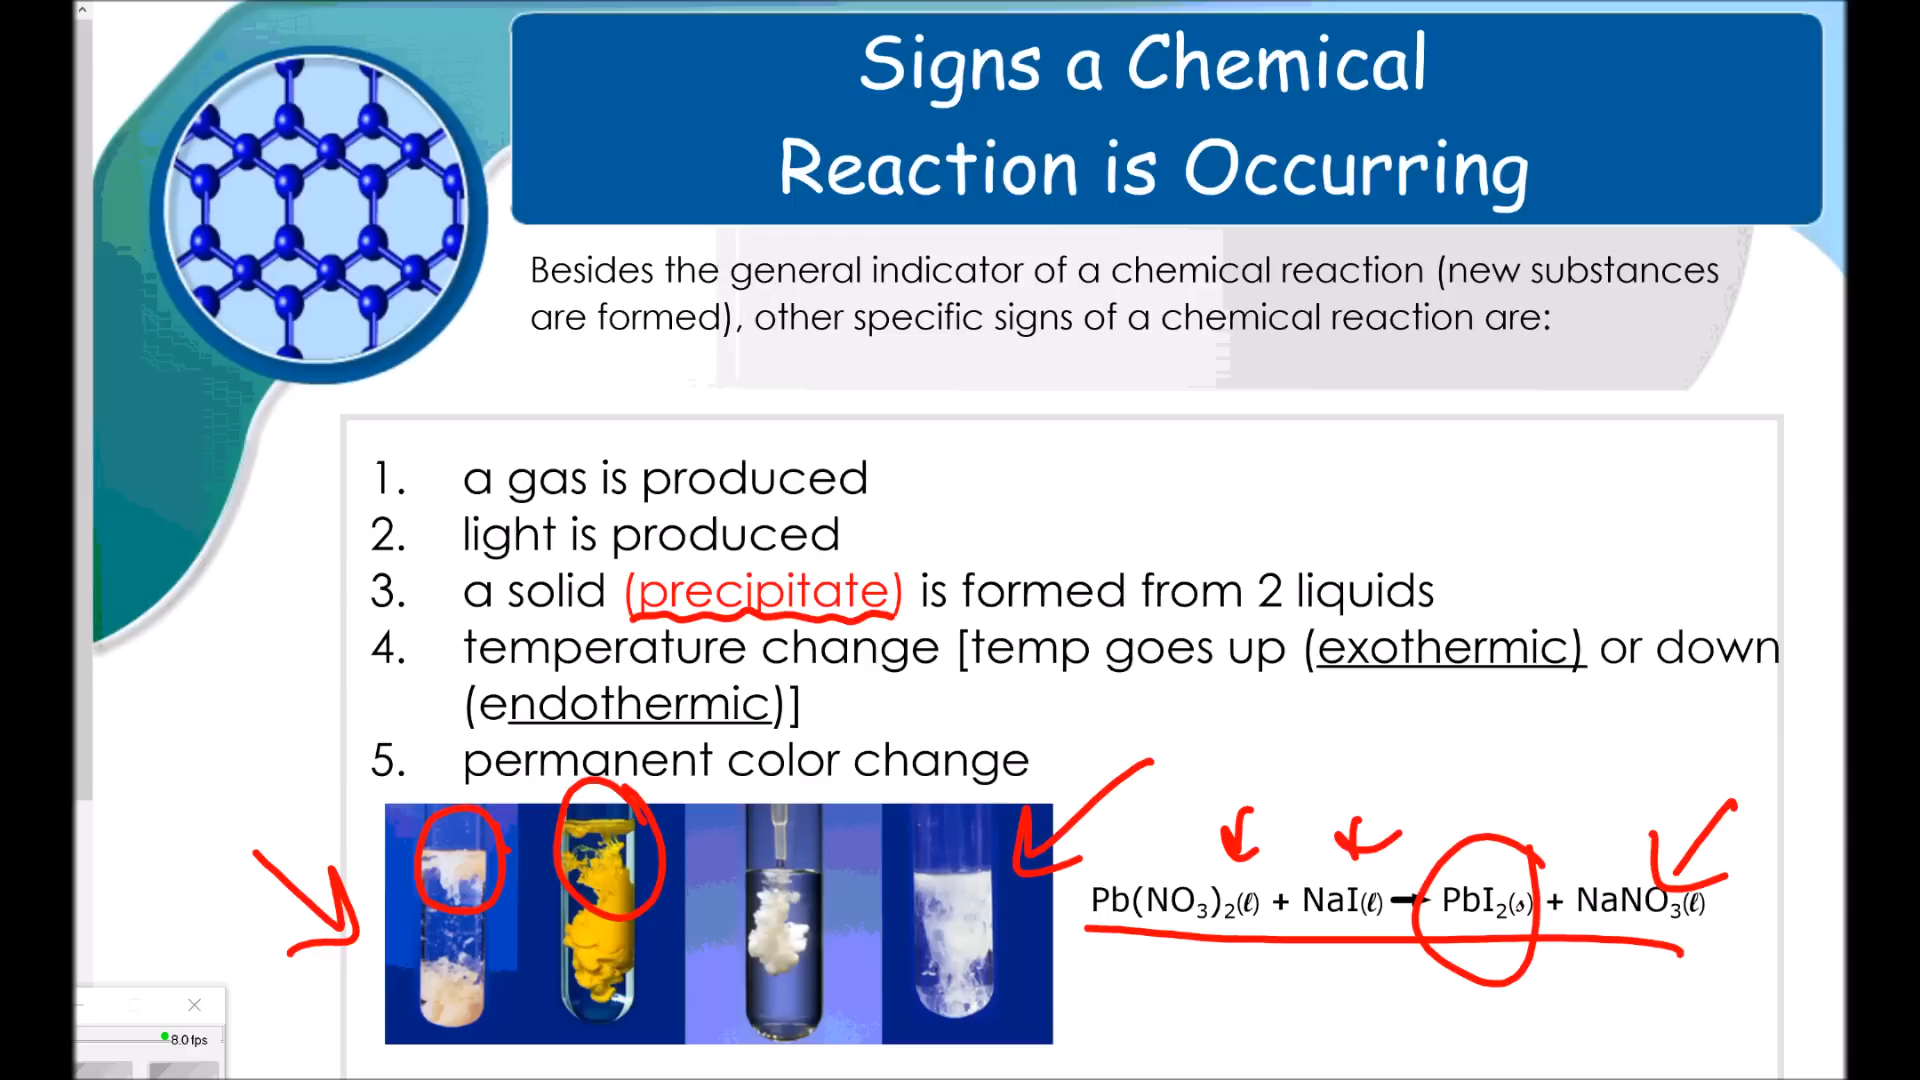 Signs a Chemical
Reaction is Occurring
Besides the general indicator of a chemical reaction (new substances
are formed), other specific signs of a chemical reaction are:
1. a gas is produced
2. light is produced
3. a solid (precipitate) is formed from 2 liquids
4. temperature change [temp goes up (exothermic) or down
(endothermic)]
5. permanent color change
Pb(NO₃)₂(ℓ) + NaI(ℓ) → PbI₂(s) + NaNO₃(ℓ)
8.0 fps